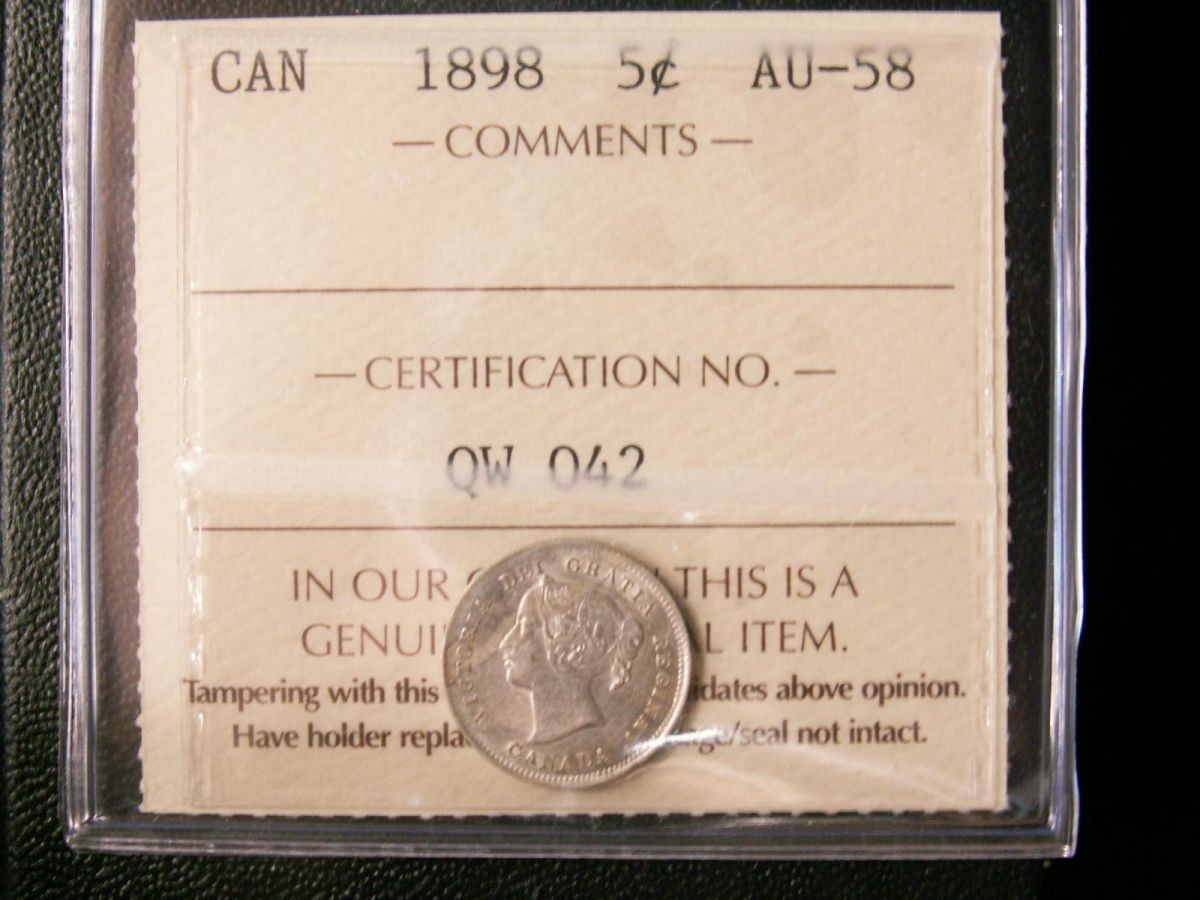 CAN 1898 5¢ AU-58
— COMMENTS —
— CERTIFICATION NO. —
QW 042
IN OUR THIS IS A
GENUI L ITEM.
Tampering with this idates above opinion.
Have holder repla ge/seal not intact.
VICTORIA DEI GRATIA REGINA.
CANADA